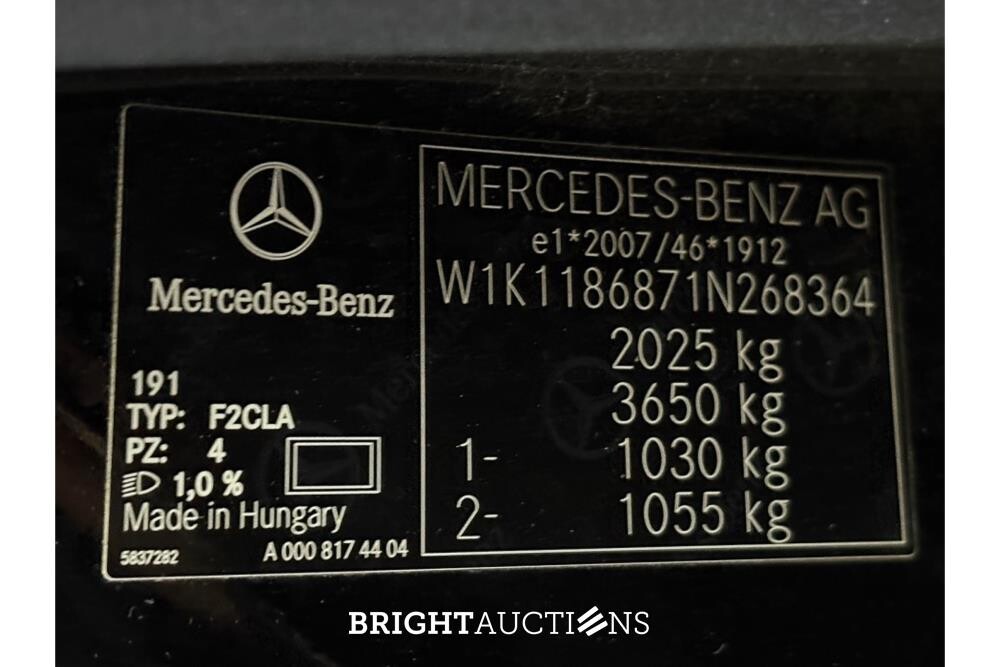 Mercedes-Benz
191
TYP: F2CLA
PZ: 4
1,0 %
Made in Hungary
5837282 A 000 817 44 04
MERCEDES-BENZ AG
e1*2007/46*1912
W1K1186871N268364
2025 kg
3650 kg
1- 1030 kg
2- 1055 kg
BRIGHTAUCTIONS